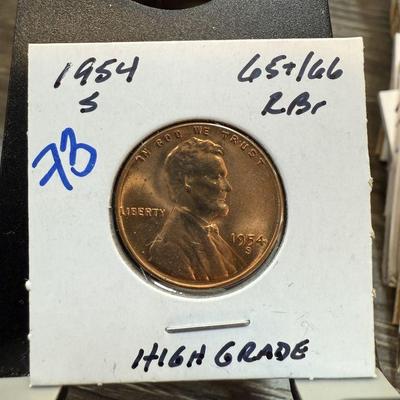 1954 65+/66
S RBr
73
IN GOD WE TRUST
LIBERTY
1954
S
HIGH GRADE